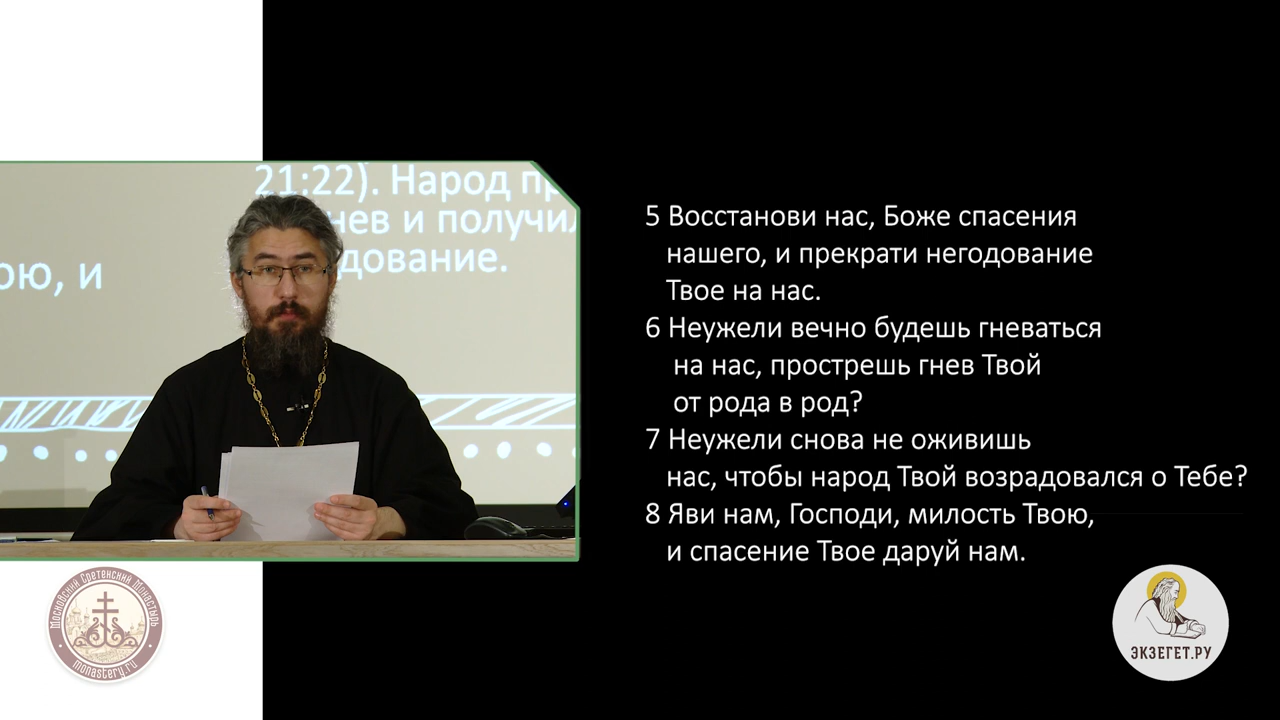 21:22). Народ пр
нев и получил
дование.
ою, и
5 Восстанови нас, Боже спасения
нашего, и прекрати негодование
Твое на нас.
6 Неужели вечно будешь гневаться
на нас, прострешь гнев Твой
от рода в род?
7 Неужели снова не оживишь
нас, чтобы народ Твой возрадовался о Тебе?
8 Яви нам, Господи, милость Твою,
и спасение Твое даруй нам.
Московский Сретенский Монастырь
monastery.ru
ЭКЗЕГЕТ.РУ